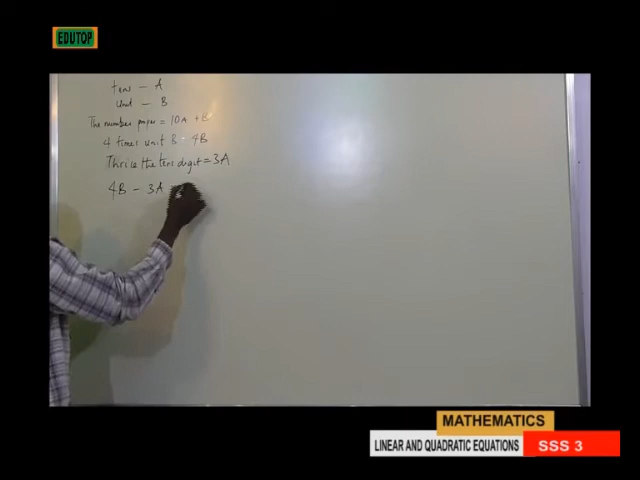 EDUTOP
tens - A
Unit - B
The number proper = 10A + B
4 times unit B - 4B
Thrice the tens digit = 3A
4B - 3A
MATHEMATICS
LINEAR AND QUADRATIC EQUATIONS
SSS 3